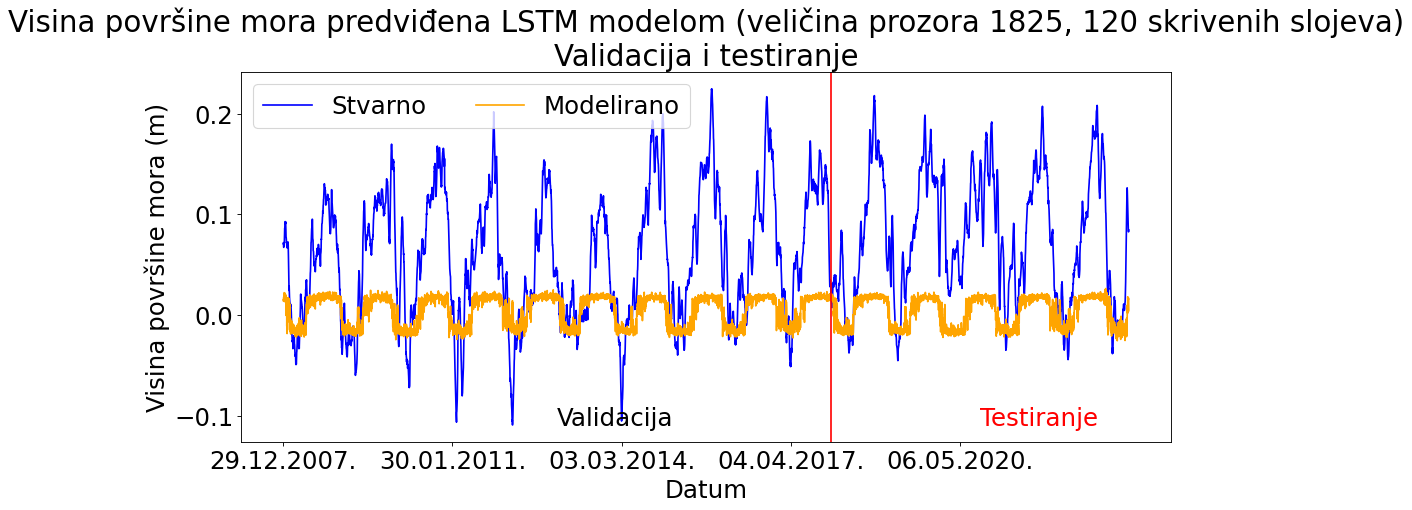 Visina površine mora predviđena LSTM modelom (veličina prozora 1825, 120 skrivenih slojeva)
Validacija i testiranje
Stvarno Modelirano
Visina površine mora (m)
0.2
0.1
0.0
−0.1
Validacija Testiranje
29.12.2007. 30.01.2011. 03.03.2014. 04.04.2017. 06.05.2020.
Datum